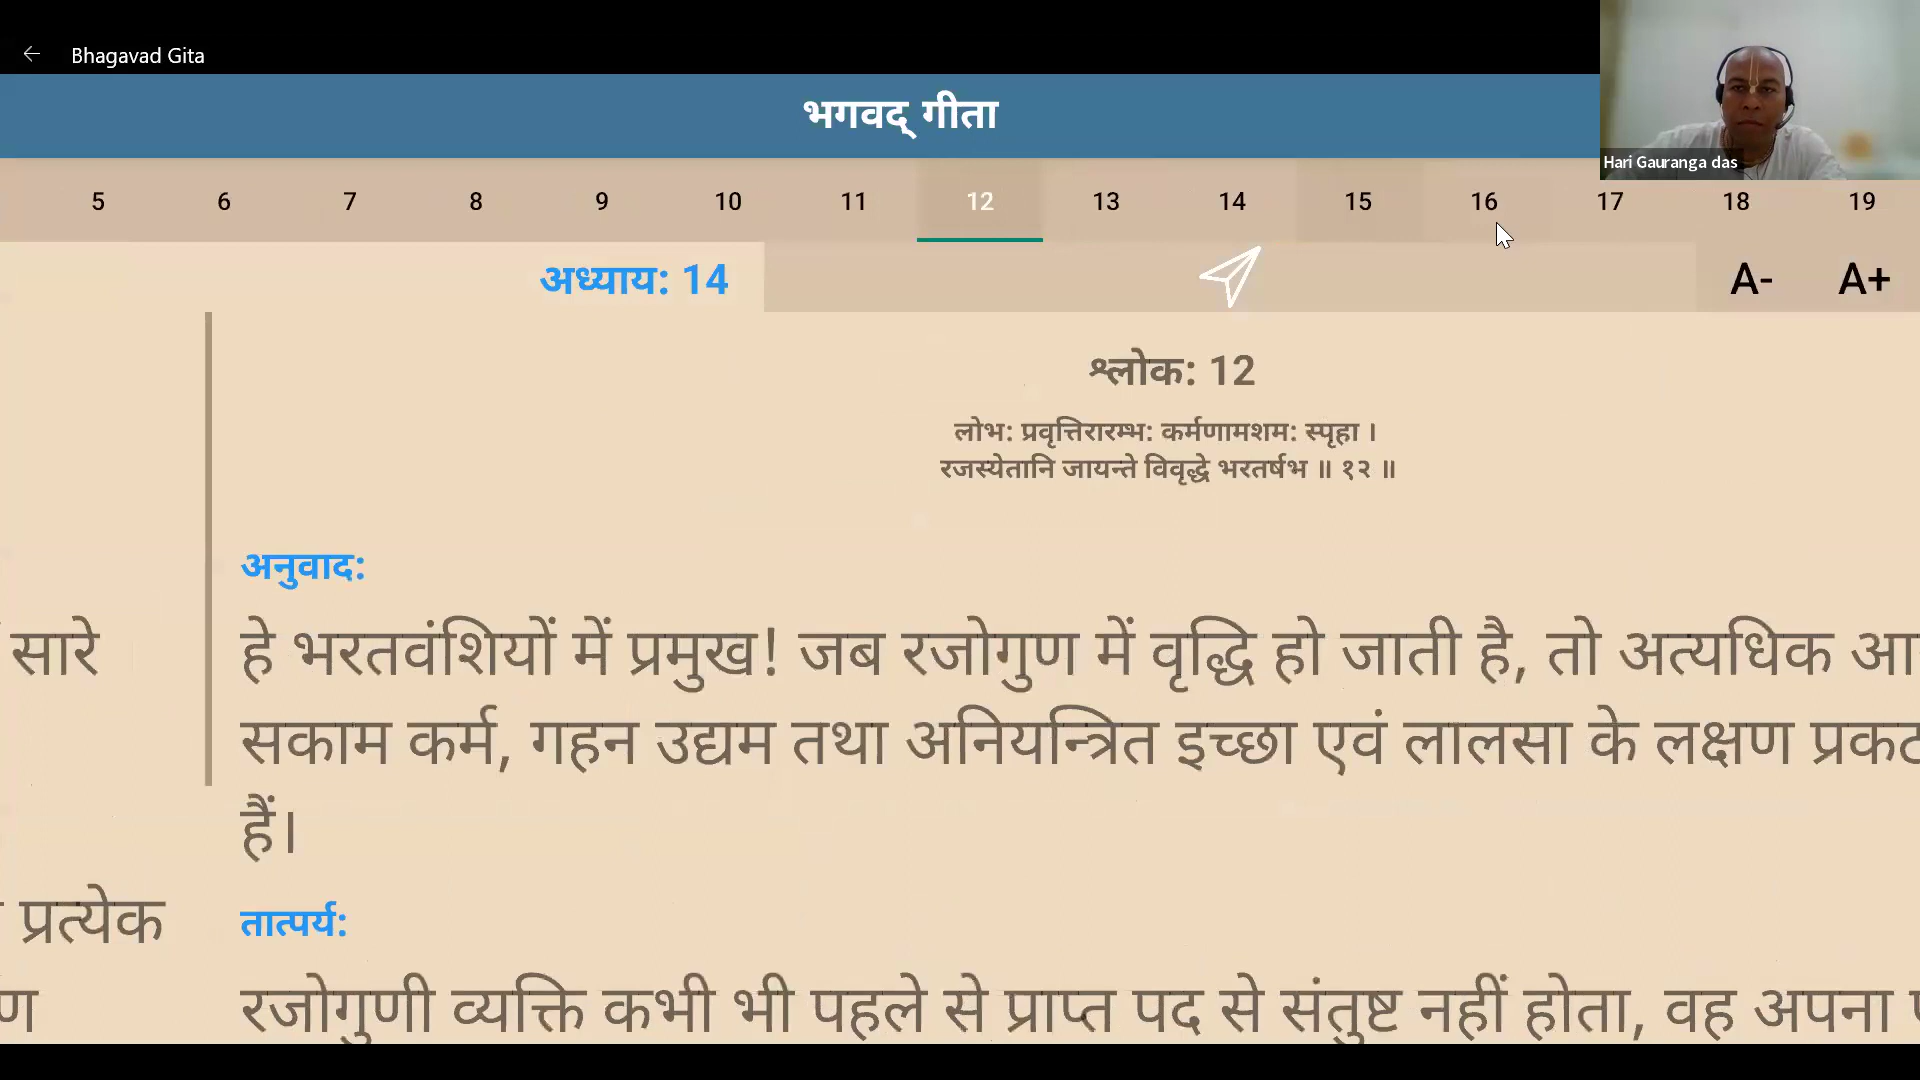 Bhagavad Gita
भगवद् गीता
Hari Gauranga das
5 6 7 8 9 10 11 12 13 14 15 16 17 18 19
अध्याय: 14
A- A+
श्लोक: 12
लोभ: प्रवृत्तिरारम्भ: कर्मणामशम: स्पृहा ।
रजस्येतानि जायन्ते विवृद्धे भरतर्षभ ॥ १२ ॥
अनुवाद:
सारे
हे भरतवंशियों में प्रमुख! जब रजोगुण में वृद्धि हो जाती है, तो अत्यधिक
सकाम कर्म, गहन उद्यम तथा अनियन्त्रित इच्छा एवं लालसा के लक्षण
हैं।
प्रत्येक
तात्पर्य:
रजोगुणी व्यक्ति कभी भी पहले से प्राप्त पद से संतुष्ट नहीं होता, वह अपना